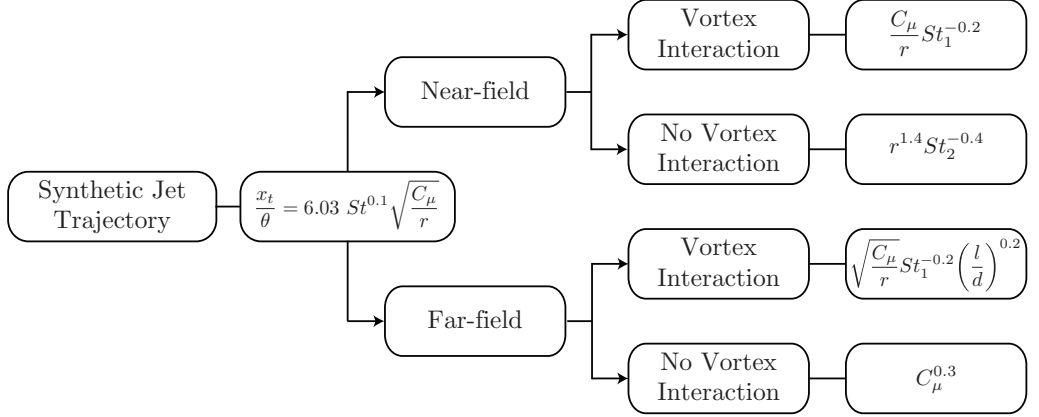 Synthetic Jet
Trajectory
x_t/θ = 6.03 St^0.1 √(C_μ/r)
Near-field
Vortex
Interaction
C_μ/r St_1^−0.2
No Vortex
Interaction
r^1.4 St_2^−0.4
Far-field
Vortex
Interaction
√(C_μ/r) St_1^−0.2 (l/d)^0.2
No Vortex
Interaction
C_μ^0.3